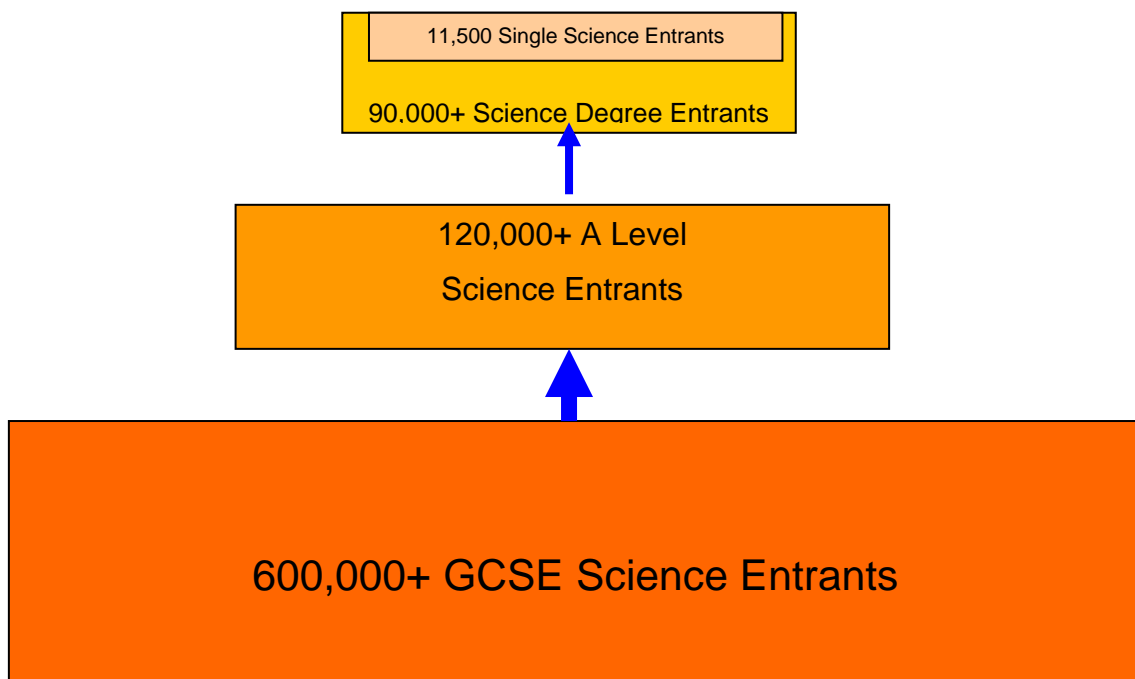 11,500 Single Science Entrants
90,000+ Science Degree Entrants
120,000+ A Level
Science Entrants
600,000+ GCSE Science Entrants